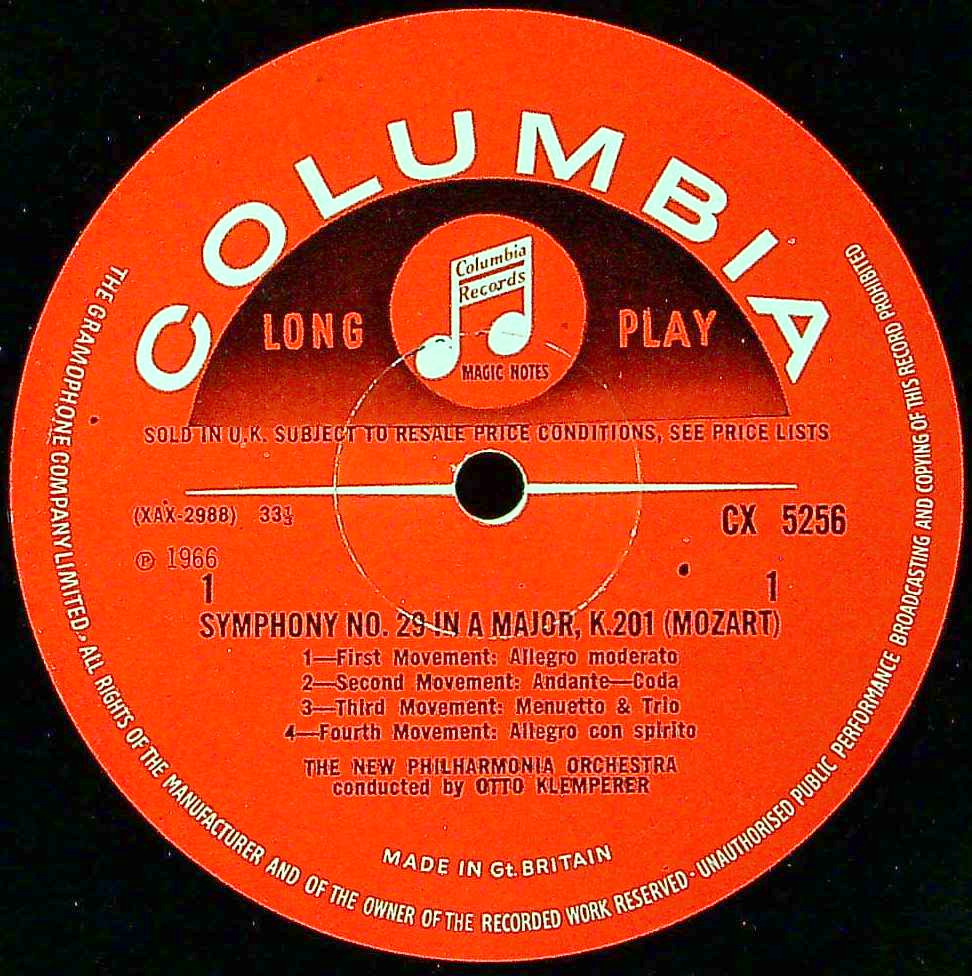 COLUMBIA
Columbia
Records
LONG PLAY
MAGIC NOTES
SOLD IN U.K. SUBJECT TO RESALE PRICE CONDITIONS, SEE PRICE LISTS
(XAX-2988) 33⅓
CX 5256
℗ 1966
1 1
SYMPHONY NO. 29 IN A MAJOR, K.201 (MOZART)
1—First Movement: Allegro moderato
2—Second Movement: Andante—Coda
3—Third Movement: Menuetto & Trio
4—Fourth Movement: Allegro con spirito
THE NEW PHILHARMONIA ORCHESTRA
conducted by OTTO KLEMPERER
MADE IN Gt. BRITAIN
THE GRAMOPHONE COMPANY LIMITED · ALL RIGHTS OF THE MANUFACTURER AND OF THE OWNER OF THE RECORDED WORK RESERVED · UNAUTHORISED PUBLIC PERFORMANCE BROADCASTING AND COPYING OF THIS RECORD PROHIBITED